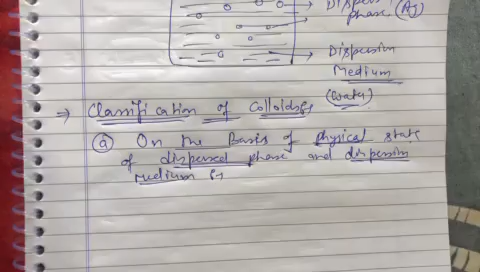 Dispersed
phase (Ag)
Dispersion
Medium
(Water)
⇒ Classification of Colloids
(a) On the Basis of physical state
of dispersed phase and dispersion
Medium :-